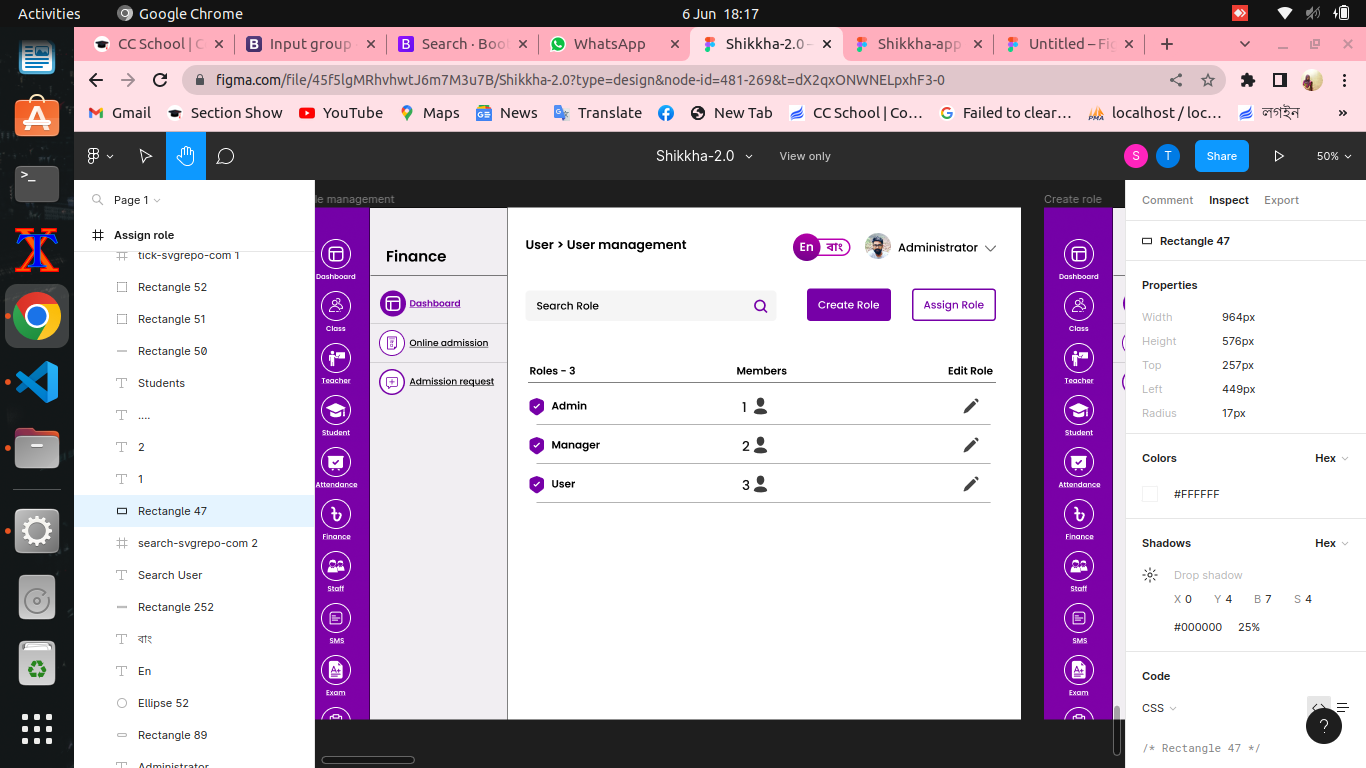 Activities
Google Chrome
6 Jun 18:17
CC School | C
Input group
Search · Boo
WhatsApp
Shikkha-2.0 –
Shikkha-app
Untitled – Fig
figma.com/file/45f5lgMRhvhwtJ6m7M3u7B/Shikkha-2.0?type=design&node-id=481-269&t=dX2qxONWNELpxhF3-0
Gmail
Section Show
YouTube
Maps
News
Translate
New Tab
CC School | Co...
Failed to clear...
localhost / loc...
লগইন
»
Shikkha-2.0
View only
S
T
Share
50%
Page 1
Assign role
tick-svgrepo-com 1
Rectangle 52
Rectangle 51
Rectangle 50
Students
....
2
1
Rectangle 47
search-svgrepo-com 2
Search User
Rectangle 252
বাং
En
Ellipse 52
Rectangle 89
Administrator
le management
Dashboard
Class
Teacher
Student
Attendance
Finance
Staff
SMS
Exam
Finance
Dashboard
Online admission
Admission request
User > User management
En
বাং
Administrator
Search Role
Create Role
Assign Role
Roles - 3
Members
Edit Role
Admin
1
Manager
2
User
3
Create role
Dashboard
Class
Teacher
Student
Attendance
Finance
Staff
SMS
Exam
Comment
Inspect
Export
Rectangle 47
Properties
Width 964px
Height 576px
Top 257px
Left 449px
Radius 17px
Colors
Hex
#FFFFFF
Shadows
Hex
Drop shadow
X 0 Y 4 B 7 S 4
#000000 25%
Code
CSS
?
/* Rectangle 47 */